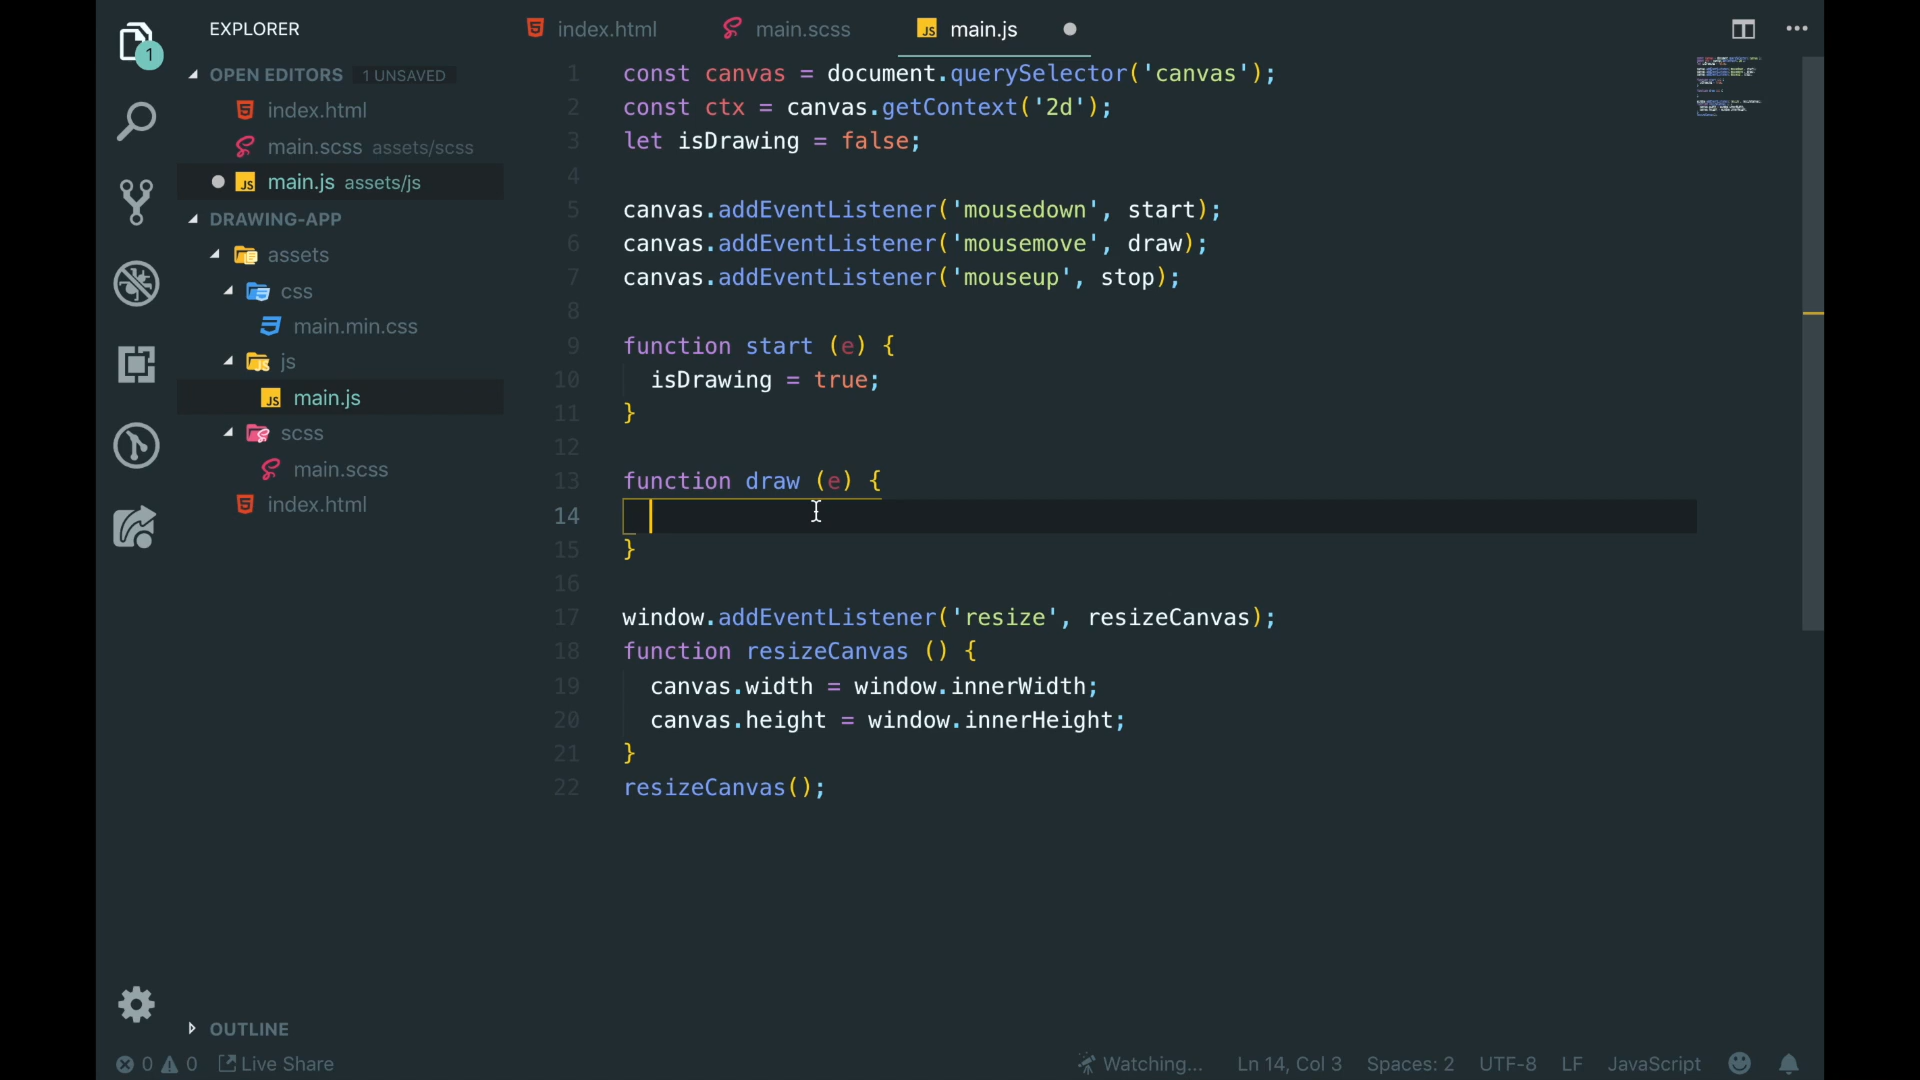 EXPLORER
OPEN EDITORS 1 UNSAVED
index.html
main.scss assets/scss
main.js assets/js
DRAWING-APP
assets
css
main.min.css
js
main.js
scss
main.scss
index.html
OUTLINE
index.html main.scss main.js
1 const canvas = document.querySelector('canvas');
2 const ctx = canvas.getContext('2d');
3 let isDrawing = false;
4
5 canvas.addEventListener('mousedown', start);
6 canvas.addEventListener('mousemove', draw);
7 canvas.addEventListener('mouseup', stop);
8
9 function start (e) {
10 isDrawing = true;
11 }
12
13 function draw (e) {
14
15 }
16
17 window.addEventListener('resize', resizeCanvas);
18 function resizeCanvas () {
19 canvas.width = window.innerWidth;
20 canvas.height = window.innerHeight;
21 }
22 resizeCanvas();
1
0 0 Live Share Watching... Ln 14, Col 3 Spaces: 2 UTF-8 LF JavaScript